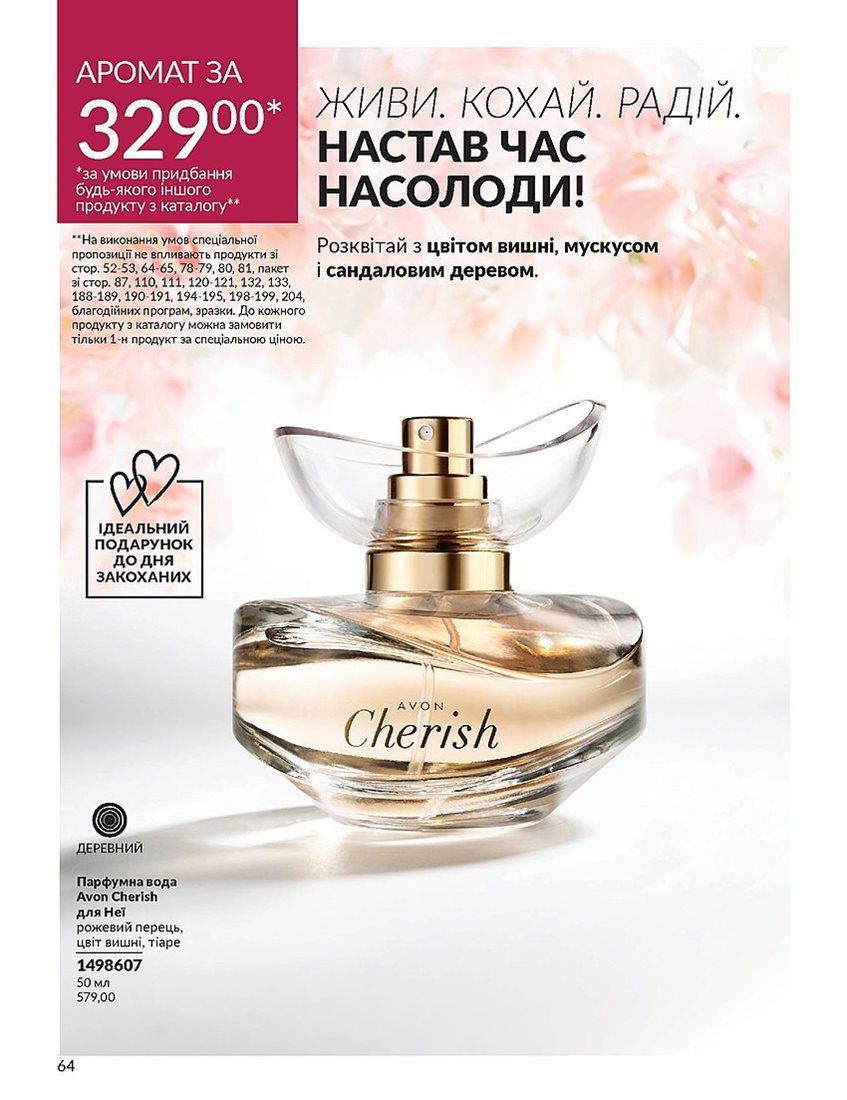 АРОМАТ ЗА
329⁰⁰*
*за умови придбання
будь-якого іншого
продукту з каталогу**
**На виконання умов спеціальної
пропозиції не впливають продукти зі
стор. 52-53, 64-65, 78-79, 80, 81, пакет
зі стор. 87, 110, 111, 120-121, 132, 133,
188-189, 190-191, 194-195, 198-199, 204,
благодійних програм, зразки. До кожного
продукту з каталогу можна замовити
тільки 1-н продукт за спеціальною ціною.
ЖИВИ. КОХАЙ. РАДІЙ.
НАСТАВ ЧАС
НАСОЛОДИ!
Розквітай з цвітом вишні, мускусом
і сандаловим деревом.
ІДЕАЛЬНИЙ
ПОДАРУНОК
ДО ДНЯ
ЗАКОХАНИХ
AVON
Cherish
ДЕРЕВНИЙ
Парфумна вода
Avon Cherish
для Неї
рожевий перець,
цвіт вишні, тіаре
1498607
50 мл
579,00
64